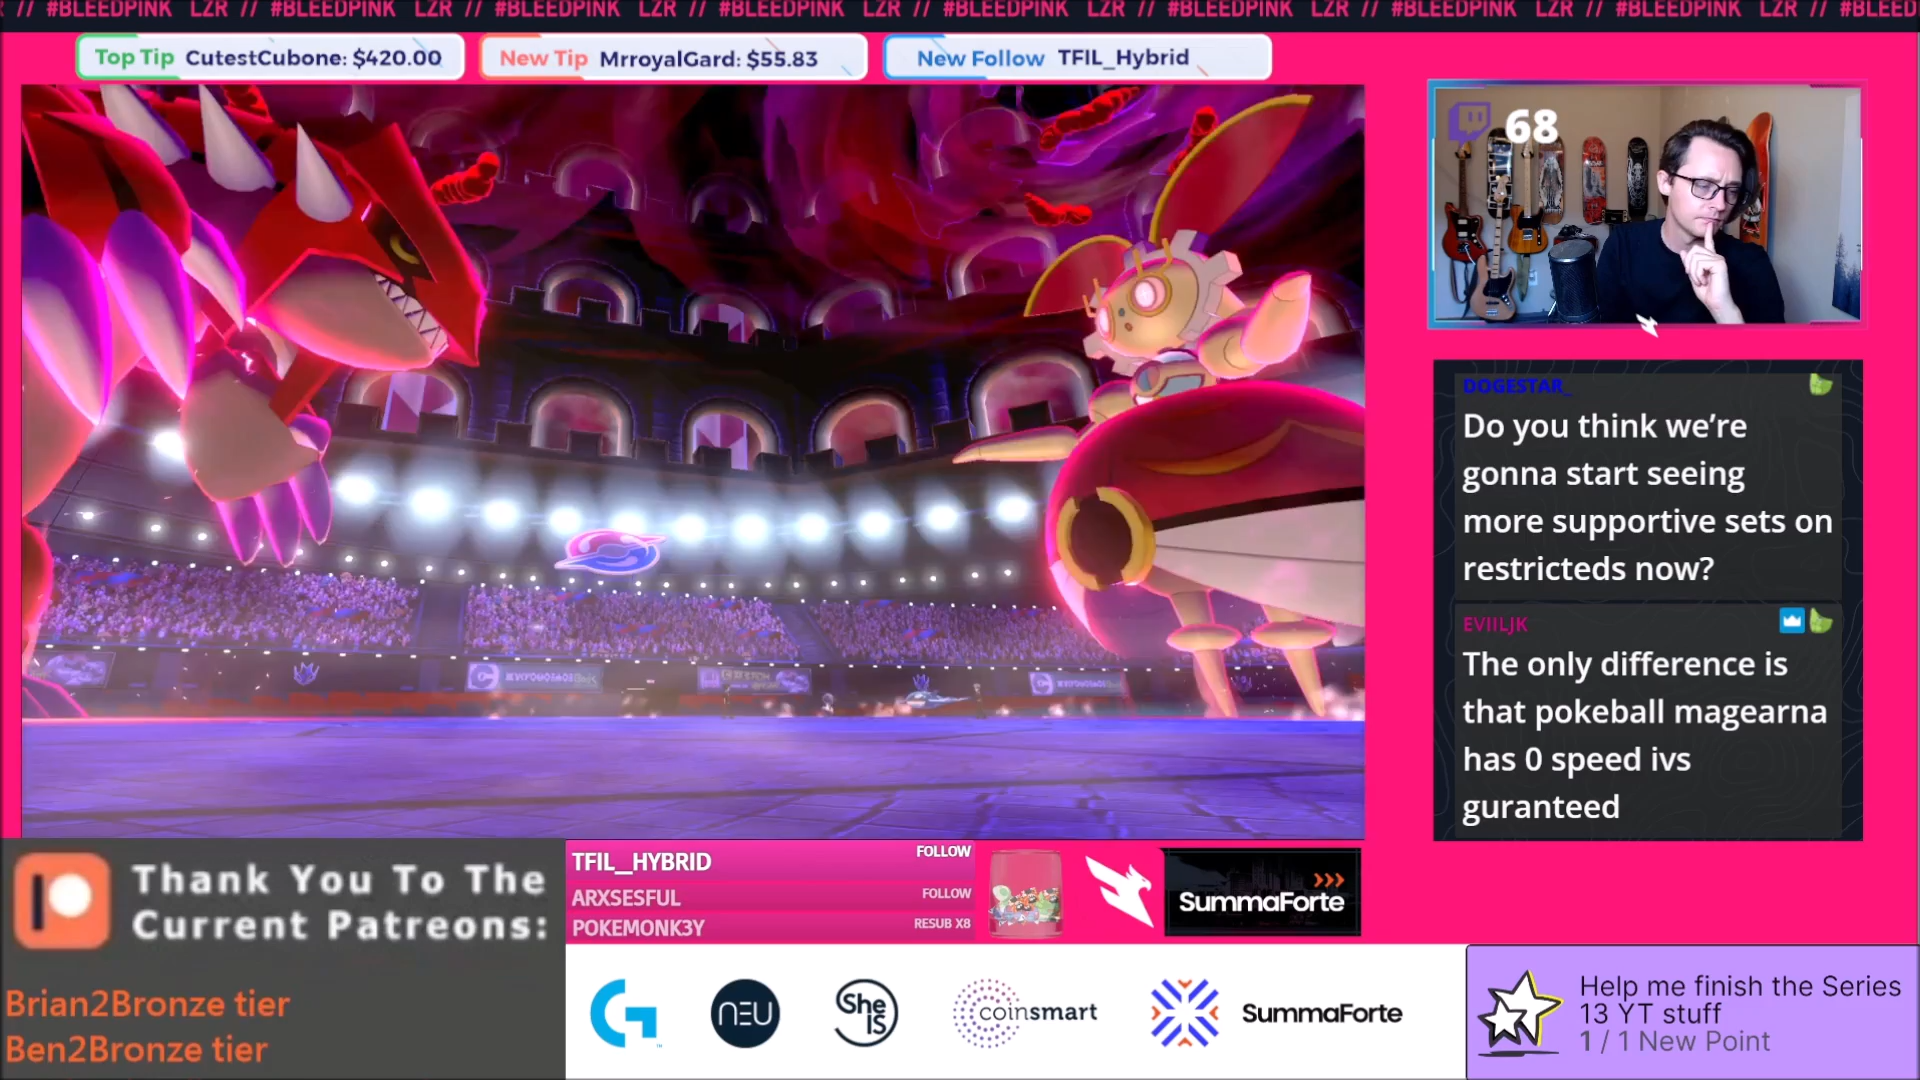 // #BLEEDPINK LZR // #BLEEDPINK LZR // #BLEEDPINK LZR // #BLEEDPINK LZR // #BLEEDPINK LZR // #BLEEDPINK LZR // #BLEEDPINK LZR // #BLEEDPINK LZR // #BLEED
Top Tip CutestCubone: $420.00
New Tip MrroyalGard: $55.83
New Follow TFIL_Hybrid
68
DOGESTAR_
Do you think we’re
gonna start seeing
more supportive sets on
restricteds now?
EVIILJK
The only difference is
that pokeball magearna
has 0 speed ivs
guranteed
Thank You To The
Current Patreons:
Brian2Bronze tier
Ben2Bronze tier
TFIL_HYBRID FOLLOW
ARXSESFUL FOLLOW
POKEMONK3Y RESUB X8
SummaForte
G
NEU
She
IS
coinsmart
SummaForte
Help me finish the Series
13 YT stuff
1 / 1 New Point